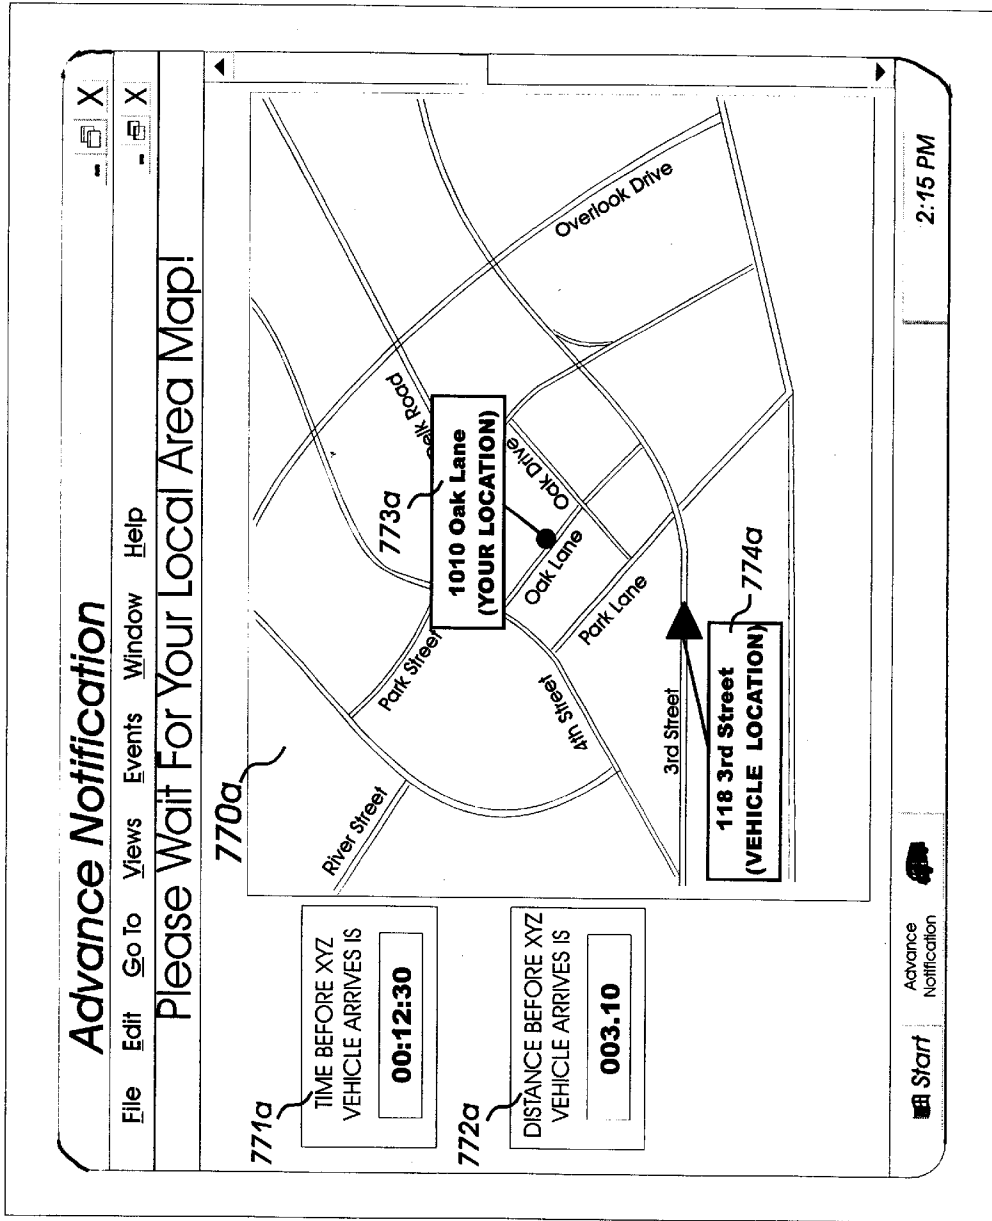 Advance Notification
- X
File Edit Go To Views Events Window Help
- X
Please Wait For Your Local Area Map!
771a
TIME BEFORE XYZ
VEHICLE ARRIVES IS
00:12:30
772a
DISTANCE BEFORE XYZ
VEHICLE ARRIVES IS
003.10
770a
River Street
Park Street
773a
1010 Oak Lane
(YOUR LOCATION)
Road
Oak Drive
Oak Lane
Overlook Drive
4th Street
Park Lane
3rd Street
118 3rd Street
(VEHICLE LOCATION)
774a
Start
Advance
Notification
2:15 PM